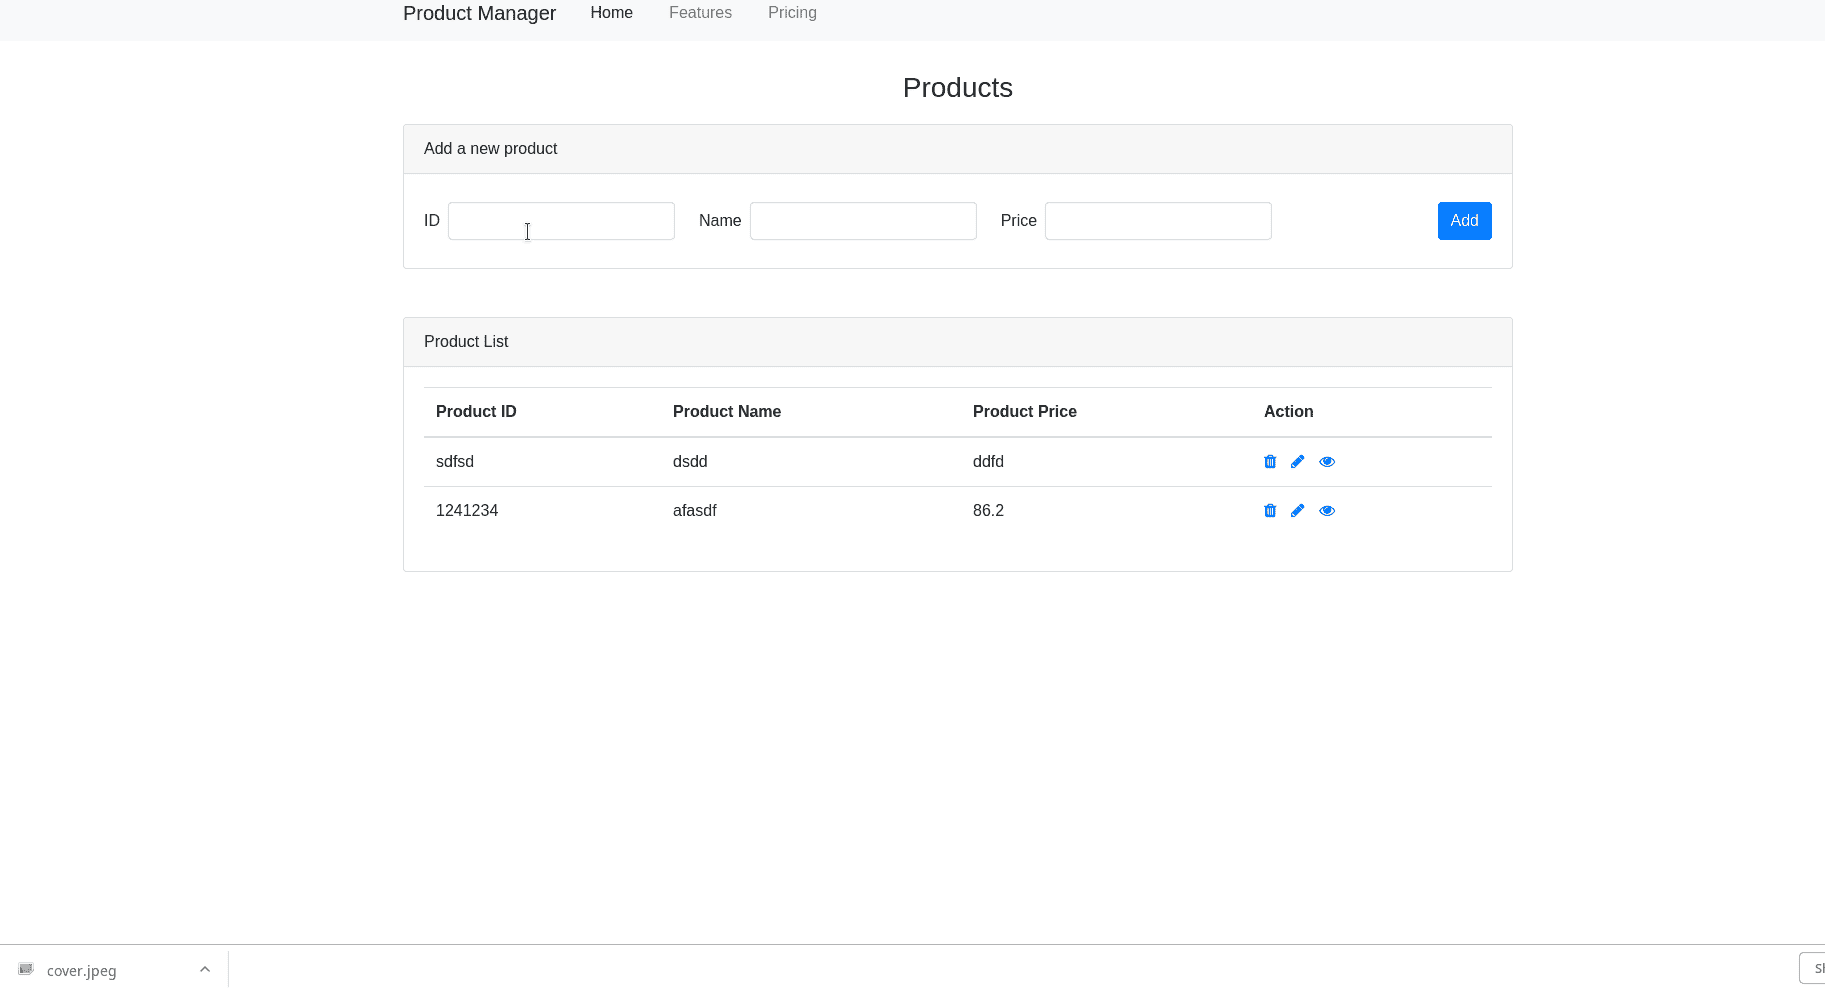 Product Manager Home Features Pricing
Products
Add a new product
ID Name Price Add
Product List
Product ID Product Name Product Price Action
sdfsd dsdd ddfd
1241234 afasdf 86.2
cover.jpeg